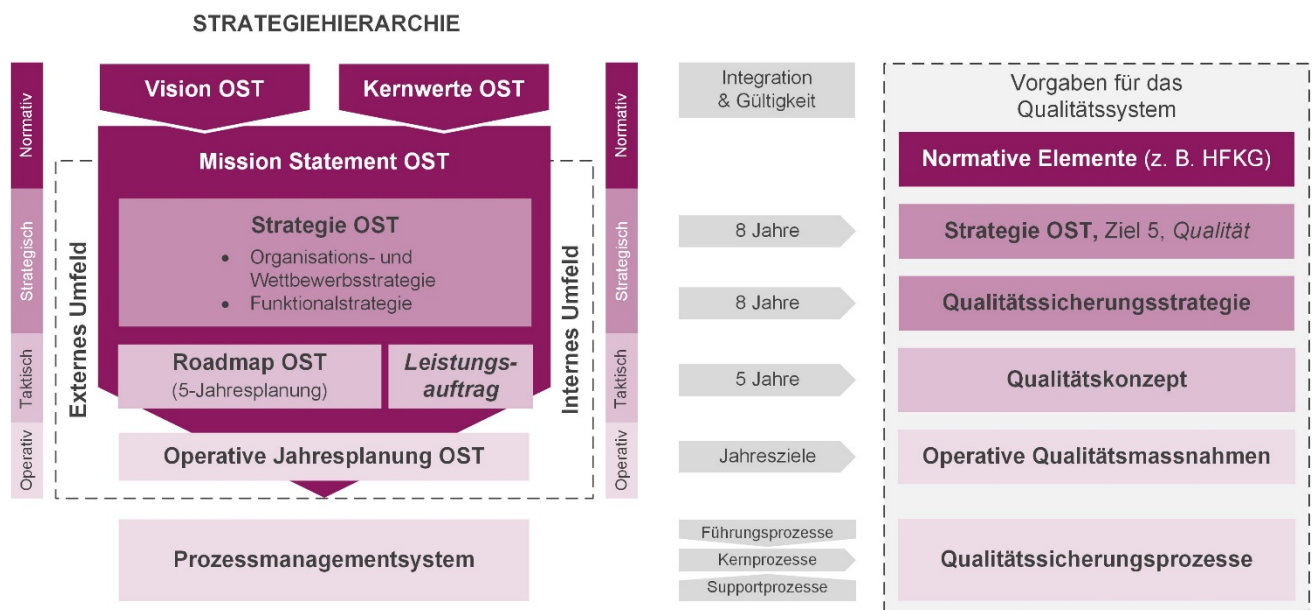 STRATEGIEHIERARCHIE
Normativ
Strategisch
Taktisch
Operativ
Vision OST
Kernwerte OST
Mission Statement OST
Externes Umfeld
Strategie OST
• Organisations- und
Wettbewerbsstrategie
• Funktionalstrategie
Roadmap OST
(5-Jahresplanung)
Leistungs-
auftrag
Internes Umfeld
Operative Jahresplanung OST
Prozessmanagementsystem
Normativ
Strategisch
Taktisch
Operativ
Integration
& Gültigkeit
8 Jahre
8 Jahre
5 Jahre
Jahresziele
Führungsprozesse
Kernprozesse
Supportprozesse
Vorgaben für das
Qualitätssystem
Normative Elemente (z. B. HFKG)
Strategie OST, Ziel 5, Qualität
Qualitätssicherungsstrategie
Qualitätskonzept
Operative Qualitätsmassnahmen
Qualitätssicherungsprozesse